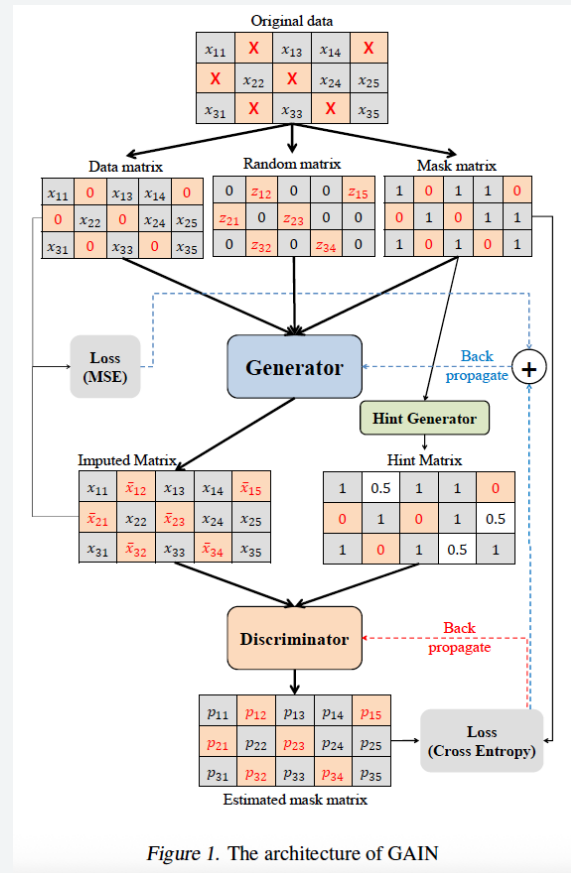 Original data
x11 X x13 x14 X
X x22 X x24 x25
x31 X x33 X x35
Data matrix
x11 0 x13 x14 0
0 x22 0 x24 x25
x31 0 x33 0 x35
Random matrix
0 z12 0 0 z15
z21 0 z23 0 0
0 z32 0 z34 0
Mask matrix
1 0 1 1 0
0 1 0 1 1
1 0 1 0 1
Loss
(MSE)
Generator
Back
propagate
+
Hint Generator
Imputed Matrix
x11 x̄12 x13 x14 x̄15
x̄21 x22 x̄23 x24 x25
x31 x̄32 x33 x̄34 x35
Hint Matrix
1 0.5 1 1 0
0 1 0 1 0.5
1 0 1 0.5 1
Discriminator
Back
propagate
p11 p12 p13 p14 p15
p21 p22 p23 p24 p25
p31 p32 p33 p34 p35
Estimated mask matrix
Loss
(Cross Entropy)
Figure 1. The architecture of GAIN